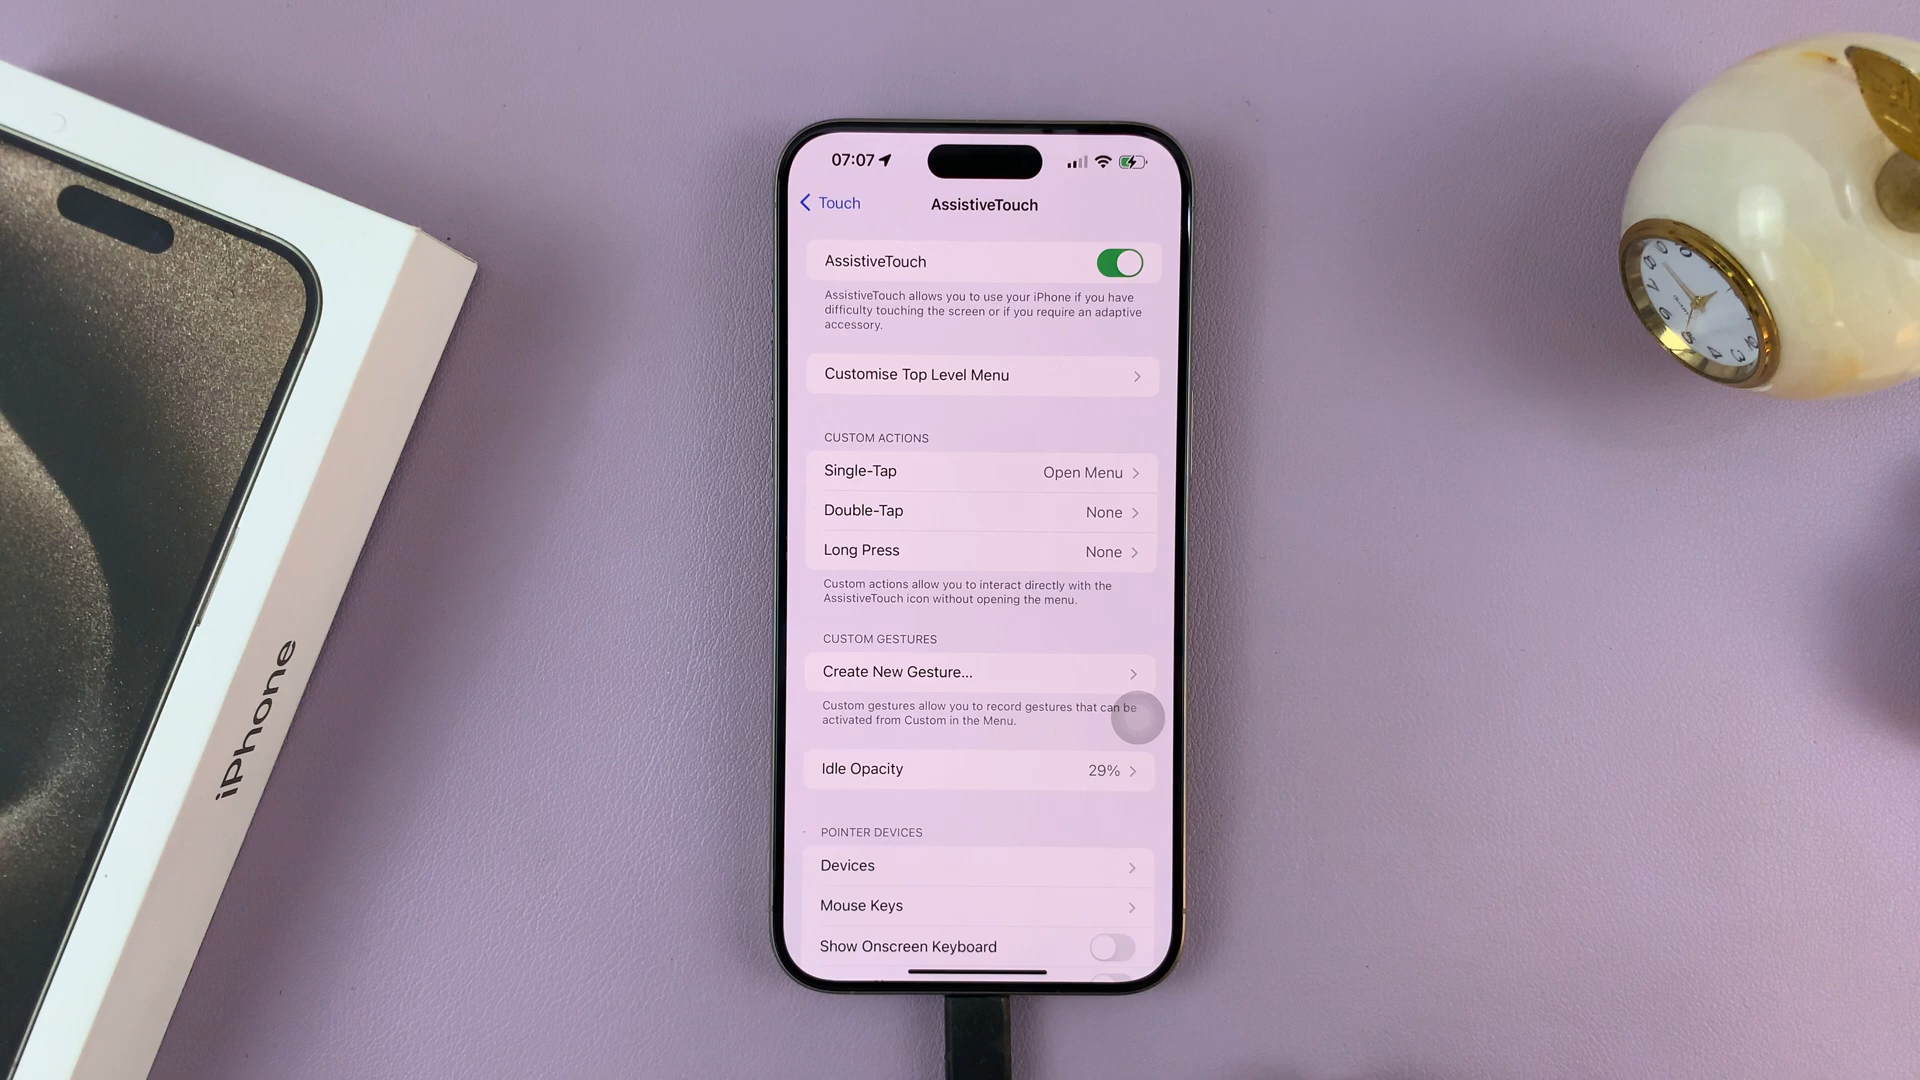 07:07
Touch
AssistiveTouch
AssistiveTouch
AssistiveTouch allows you to use your iPhone if you have
difficulty touching the screen or if you require an adaptive
accessory.
Customise Top Level Menu
CUSTOM ACTIONS
Single-Tap Open Menu
Double-Tap None
Long Press None
Custom actions allow you to interact directly with the
AssistiveTouch icon without opening the menu.
CUSTOM GESTURES
Create New Gesture...
Custom gestures allow you to record gestures that can be
activated from Custom in the Menu.
Idle Opacity 29%
POINTER DEVICES
Devices
Mouse Keys
Show Onscreen Keyboard
iPhone